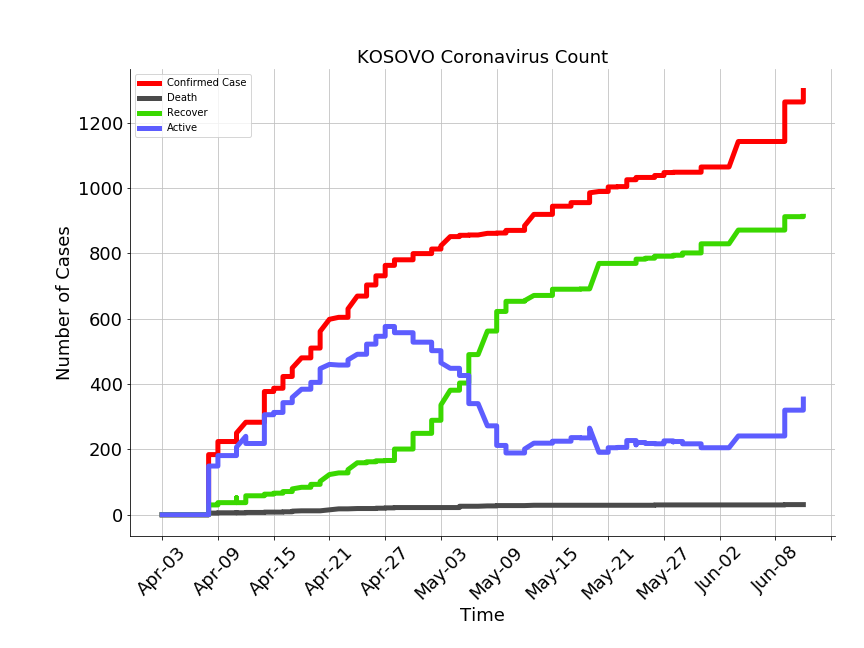 KOSOVO Coronavirus Count
Confirmed Case
Death
Recover
Active
Number of Cases
1200
1000
800
600
400
200
0
Apr-03
Apr-09
Apr-15
Apr-21
Apr-27
May-03
May-09
May-15
May-21
May-27
Jun-02
Jun-08
Time